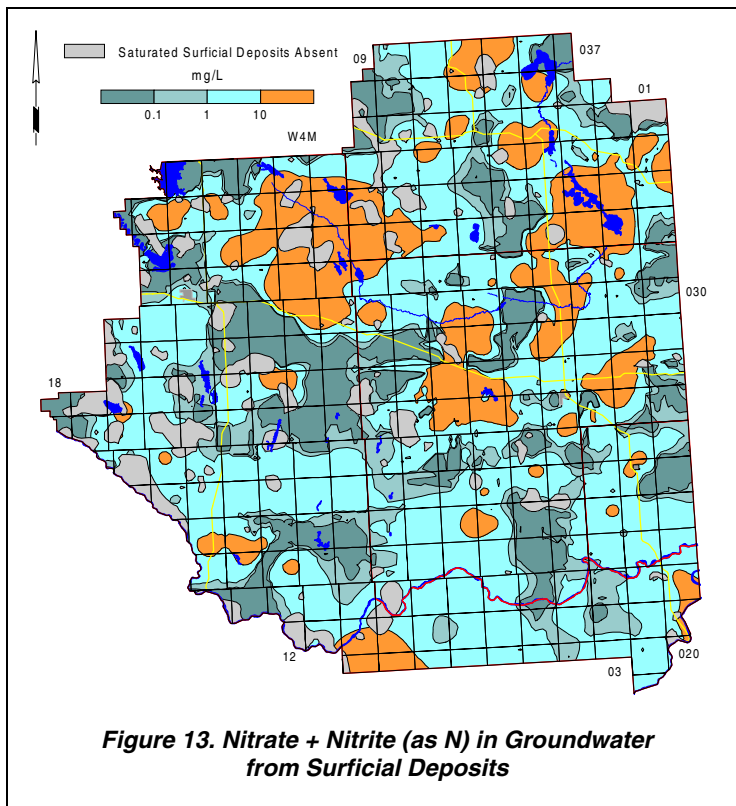 Saturated Surficial Deposits Absent
mg/L
0.1 1 10
W4M
09
037
01
030
18
12
03
020
Figure 13. Nitrate + Nitrite (as N) in Groundwater
from Surficial Deposits